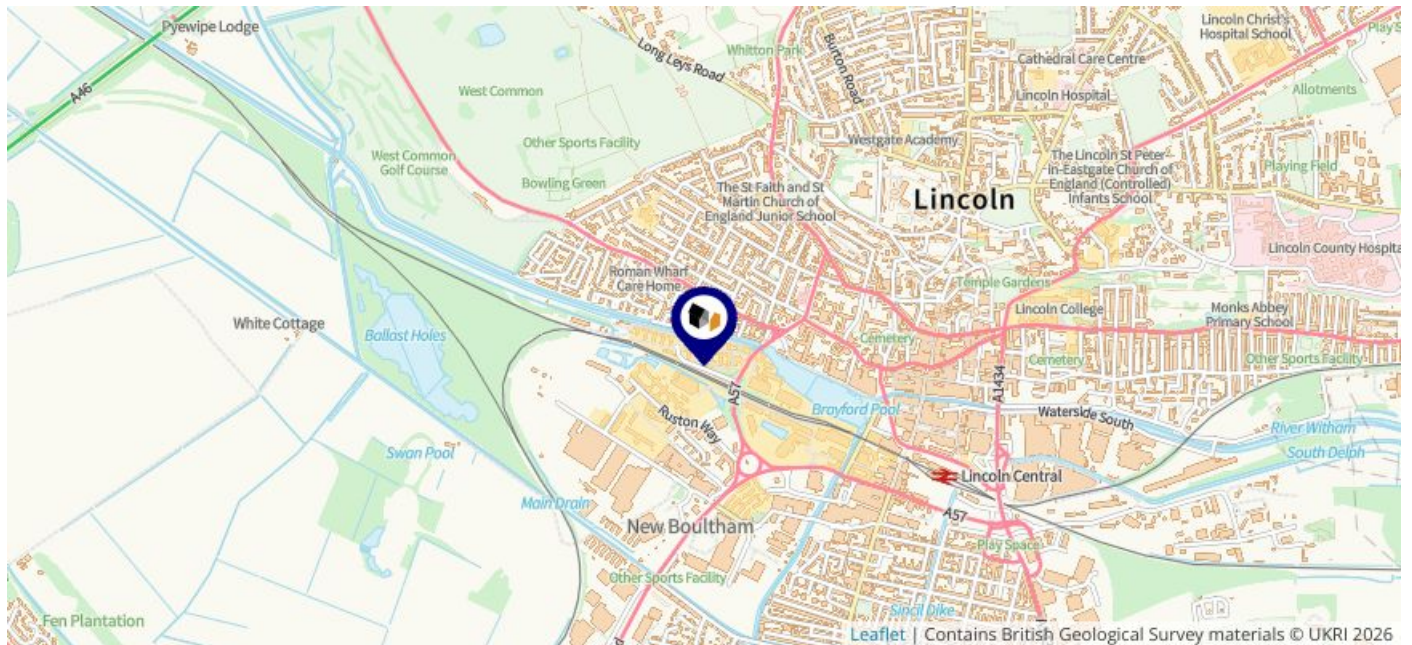 Pyewipe Lodge
A46
West Common
Long Leys Road
Whitton Park
Burton Road
20
Lincoln Christ's
Hospital School
Cathedral Care Centre
Lincoln Hospital
Allotments
Play S
Other Sports Facility
West Common
Golf Course
Bowling Green
Westgate Academy
The St Faith and St
Martin Church of
England Junior School
Lincoln
The Lincoln St Peter-
in-Eastgate Church of
England (Controlled)
Infants School
Playing Field
Lincoln County Hospita
Roman Wharf
Care Home
Temple Gardens
40
Lincoln College
Monks Abbey
Primary School
White Cottage
Ballast Holes
Cemetery
Cemetery
Other Sports Facility
A57
A1434
Ruston Way
Brayford Pool
Waterside South
River Witham
South Delph
Swan Pool
Lincoln Central
Main Drain
New Boultham
A57
Play Space
Other Sports Facility
Sincil Dike
Fen Plantation
Leaflet | Contains British Geological Survey materials © UKRI 2026